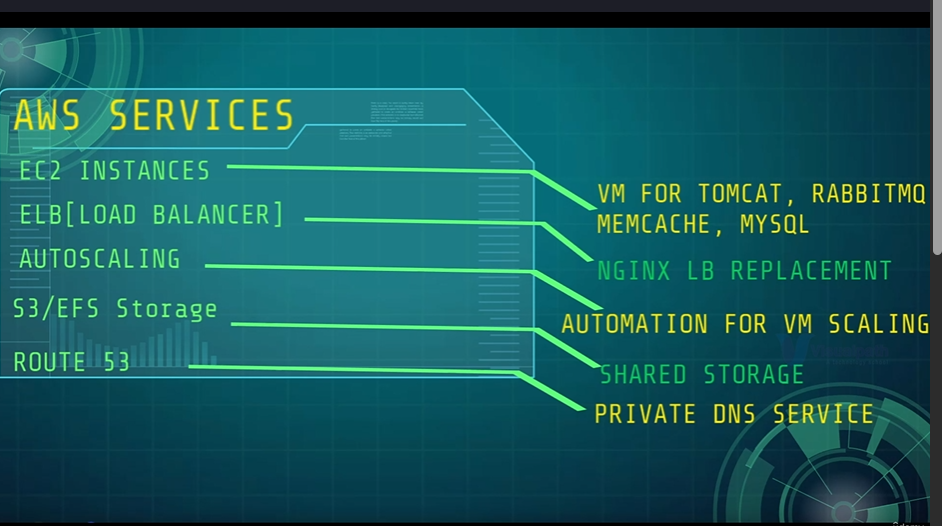 AWS SERVICES
EC2 INSTANCES
VM FOR TOMCAT, RABBITMQ
MEMCACHE, MYSQL
ELB[LOAD BALANCER]
NGINX LB REPLACEMENT
AUTOSCALING
AUTOMATION FOR VM SCALING
S3/EFS Storage
SHARED STORAGE
ROUTE 53
PRIVATE DNS SERVICE